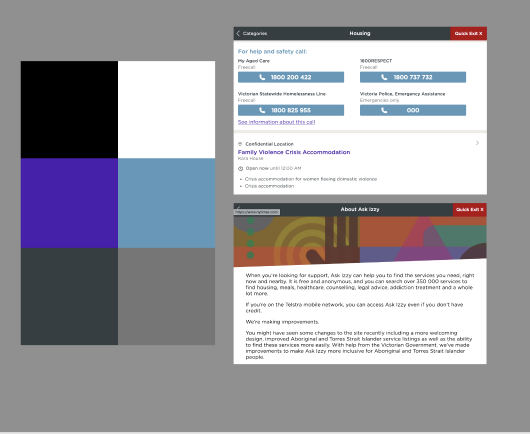 Categories
Housing
Quick Exit X
For help and safety call:
My Aged Care
Freecall
1800 200 422
1800RESPECT
Freecall
1800 737 732
Victorian Statewide Homelessness Line
Freecall
1800 825 955
Victoria Police, Emergency Assistance
Emergencies only
000
See information about this call
Confidential Location
Family Violence Crisis Accommodation
Kara House
Open now until 12:00 AM
Crisis accommodation for women fleeing domestic violence
Crisis accommodation
About Ask Izzy
Quick Exit X
When you're looking for support, Ask Izzy can help you to find the services you need, right
now and nearby. It is free and anonymous, and you can search over 350 000 services to
find housing, meals, healthcare, counselling, legal advice, addiction treatment and a whole
lot more.
If you're on the Telstra mobile network, you can access Ask Izzy even if you don't have
credit.
We're making improvements.
You might have seen some changes to the site recently including a more welcoming
design, improved Aboriginal and Torres Strait Islander service listings as well as the ability
to find these services more easily. With help from the Victorian Government, we've made
improvements to make Ask Izzy more inclusive for Aboriginal and Torres Strait Islander
people.